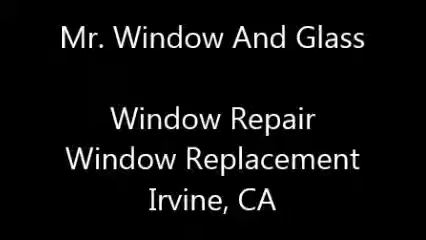 Mr. Window And Glass
Window Repair
Window Replacement
Irvine, CA